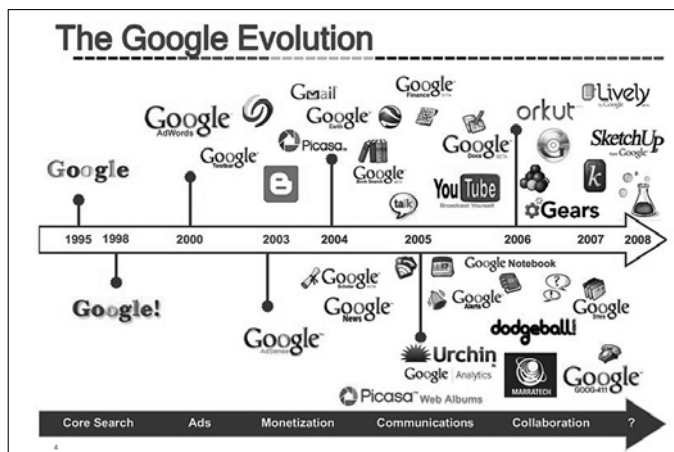 The Google Evolution
Google
Google
AdWords
Google
Toolbar
Gmail
Google
Earth
Picasa
Google
Book Search
Google
Finance
talk
Google
Docs
YouTube
Broadcast Yourself
orkut
Gears
k
Lively
by Google
SketchUp
from Google
1995
1998
2000
2003
2004
2005
2006
2007
2008
Google!
Google
AdSense
Google
Scholar
Google
News
Google Notebook
Google
Alerts
Google
Sites
dodgeball!
Urchin
Google Analytics
Picasa Web Albums
MARRATECH
Google
GOOG-411
Core Search
Ads
Monetization
Communications
Collaboration
?
4